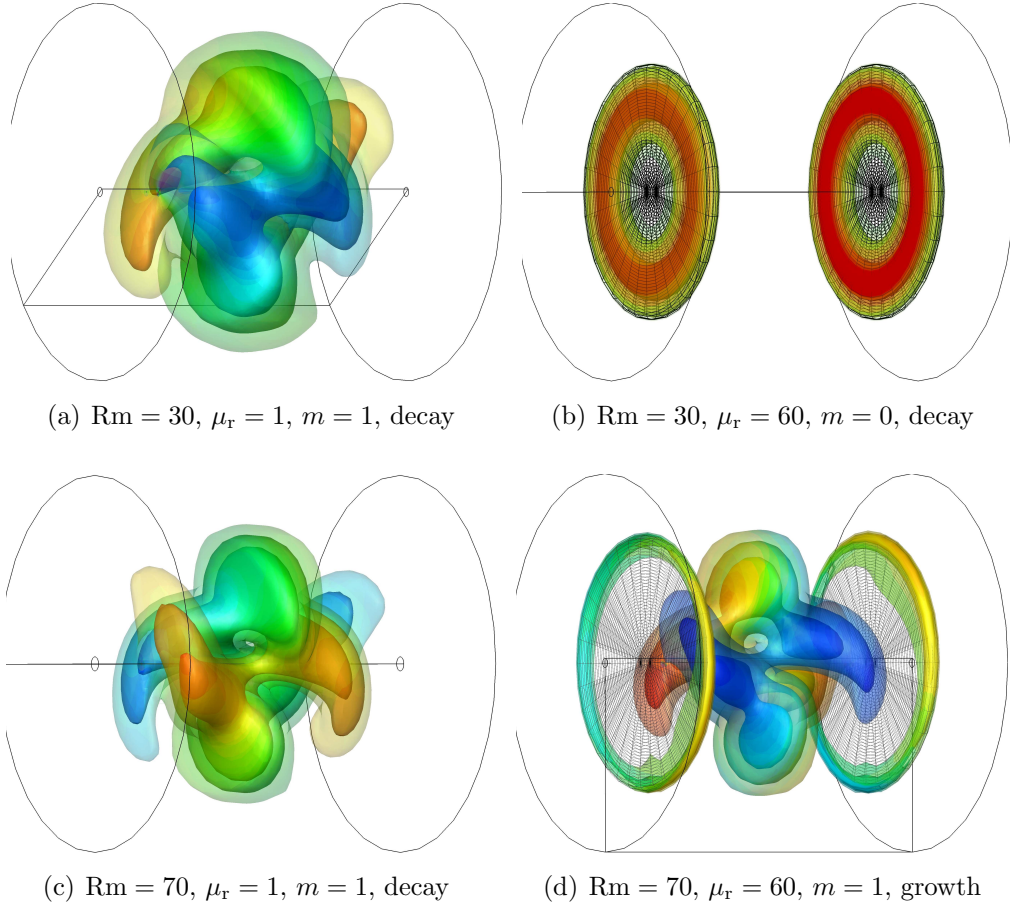 (a) Rm = 30, μr = 1, m = 1, decay
(b) Rm = 30, μr = 60, m = 0, decay
(c) Rm = 70, μr = 1, m = 1, decay
(d) Rm = 70, μr = 60, m = 1, growth